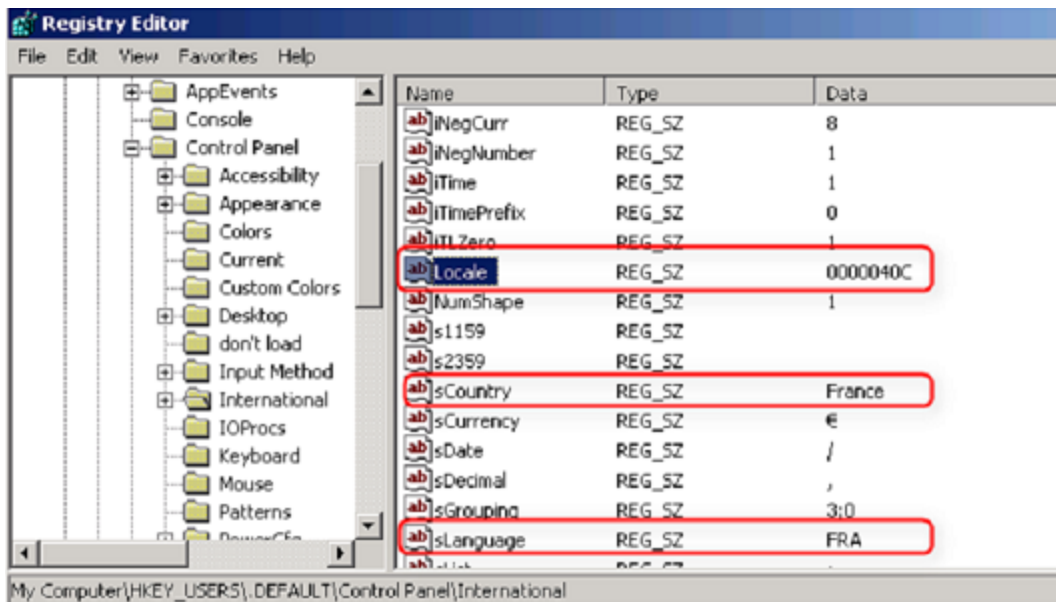 Registry Editor
File Edit View Favorites Help
AppEvents
Console
Control Panel
Accessibility
Appearance
Colors
Current
Custom Colors
Desktop
don't load
Input Method
International
IOProcs
Keyboard
Mouse
Patterns
PowerCfg
Name Type Data
iNegCurr REG_SZ 8
iNegNumber REG_SZ 1
iTime REG_SZ 1
iTimePrefix REG_SZ 0
iTLZero REG_SZ 1
Locale REG_SZ 0000040C
NumShape REG_SZ 1
s1159 REG_SZ
s2359 REG_SZ
sCountry REG_SZ France
sCurrency REG_SZ €
sDate REG_SZ /
sDecimal REG_SZ ,
sGrouping REG_SZ 3;0
sLanguage REG_SZ FRA
sList REG_SZ ;
My Computer\HKEY_USERS\.DEFAULT\Control Panel\International